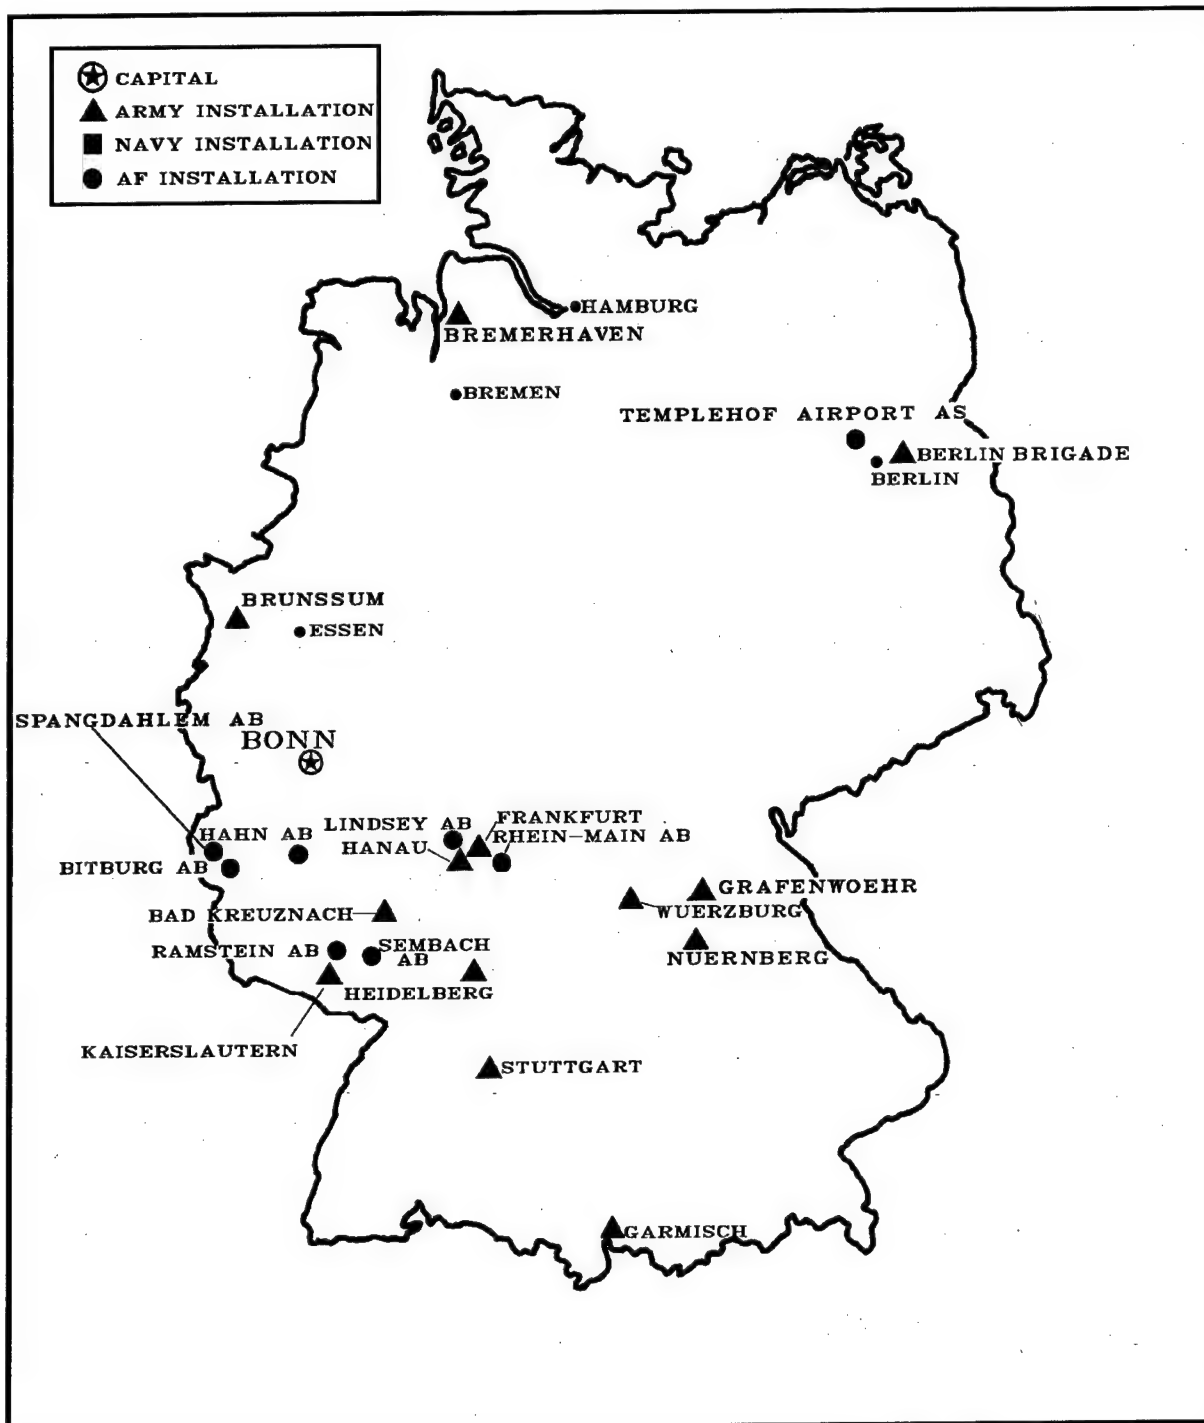 CAPITAL
ARMY INSTALLATION
NAVY INSTALLATION
AF INSTALLATION
HAMBURG
BREMERHAVEN
BREMEN
TEMPLEHOF AIRPORT AS
BERLIN BRIGADE
BERLIN
BRUNSSUM
ESSEN
SPANGDAHLEM AB
BONN
LINDSEY AB
FRANKFURT
HAHN AB
RHEIN-MAIN AB
HANAU
BITBURG AB
GRAFENWOEHR
WUERZBURG
BAD KREUZNACH
RAMSTEIN AB
SEMBACH
AB
NUERNBERG
HEIDELBERG
KAISERSLAUTERN
STUTTGART
GARMISCH